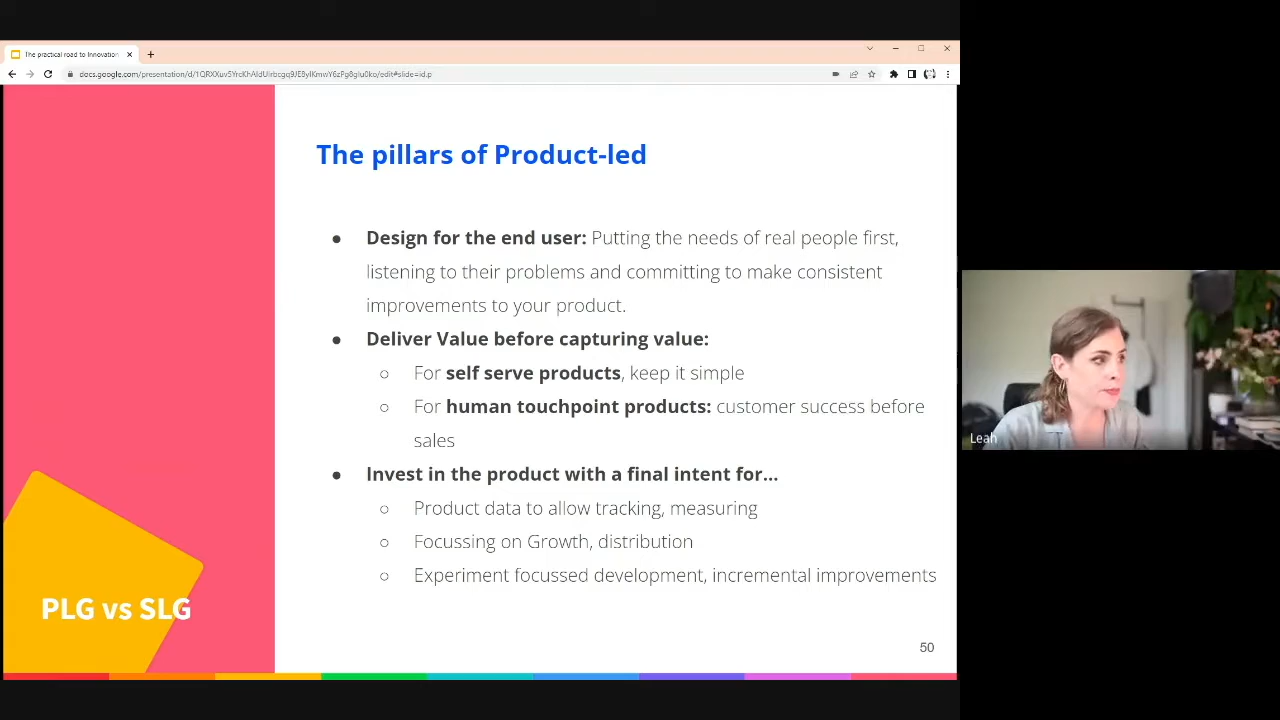 The practical road to Innovation
The pillars of Product-led
● Design for the end user: Putting the needs of real people first,
listening to their problems and committing to make consistent
improvements to your product.
● Deliver Value before capturing value:
○ For self serve products, keep it simple
○ For human touchpoint products: customer success before
sales
● Invest in the product with a final intent for...
○ Product data to allow tracking, measuring
○ Focussing on Growth, distribution
○ Experiment focussed development, incremental improvements
PLG vs SLG
50
Leah